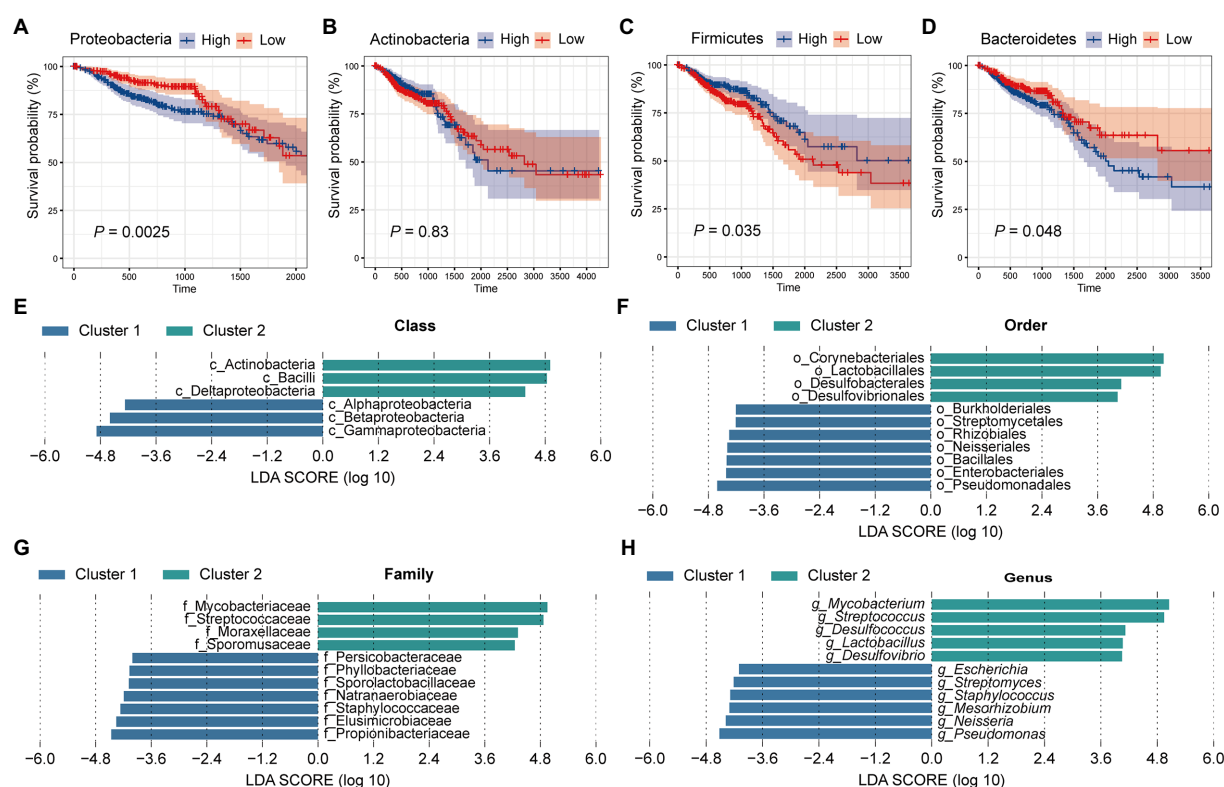 A
Proteobacteria High Low
Survival probability (%)
100
75
50
25
0
P = 0.0025
0 500 1000 1500 2000
Time
B
Actinobacteria High Low
Survival probability (%)
100
75
50
25
0
P = 0.83
0 500 1000 1500 2000 2500 3000 3500 4000
Time
C
Firmicutes High Low
Survival probability (%)
100
75
50
25
0
P = 0.035
0 500 1000 1500 2000 2500 3000 3500
Time
D
Bacteroidetes High Low
Survival probability (%)
100
75
50
25
0
P = 0.048
0 500 1000 1500 2000 2500 3000 3500
Time
E
Cluster 1 Cluster 2 Class
c_Actinobacteria
c_Bacilli
c_Deltaproteobacteria
c_Alphaproteobacteria
c_Betaproteobacteria
c_Gammaproteobacteria
−6.0 −4.8 −3.6 −2.4 −1.2 0.0 1.2 2.4 3.6 4.8 6.0
LDA SCORE (log 10)
F
Cluster 1 Cluster 2 Order
o_Corynebacteriales
o_Lactobacillales
o_Desulfobacterales
o_Desulfovibrionales
o_Burkholderiales
o_Streptomycetales
o_Rhizobiales
o_Neisseriales
o_Bacillales
o_Enterobacteriales
o_Pseudomonadales
−6.0 −4.8 −3.6 −2.4 −1.2 0.0 1.2 2.4 3.6 4.8 6.0
LDA SCORE (log 10)
G
Cluster 1 Cluster 2 Family
f_Mycobacteriaceae
f_Streptococcaceae
f_Moraxellaceae
f_Sporomusaceae
f_Persicobacteraceae
f_Phyllobacteriaceae
f_Sporolactobacillaceae
f_Natranaerobiaceae
f_Staphylococcaceae
f_Elusimicrobiaceae
f_Propionibacteriaceae
−6.0 −4.8 −3.6 −2.4 −1.2 0.0 1.2 2.4 3.6 4.8 6.0
LDA SCORE (log 10)
H
Cluster 1 Cluster 2 Genus
g_Mycobacterium
g_Streptococcus
g_Desulfococcus
g_Lactobacillus
g_Desulfovibrio
g_Escherichia
g_Streptomyces
g_Staphylococcus
g_Mesorhizobium
g_Neisseria
g_Pseudomonas
−6.0 −4.8 −3.6 −2.4 −1.2 0.0 1.2 2.4 3.6 4.8 6.0
LDA SCORE (log 10)